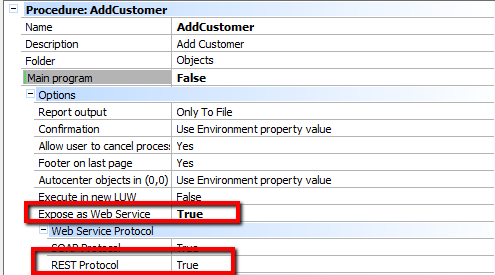 Procedure: AddCustomer
Name AddCustomer
Description Add Customer
Folder Objects
Main program False
Options
Report output Only To File
Confirmation Use Environment property value
Allow user to cancel process Yes
Footer on last page Yes
Autocenter objects in (0,0) Use Environment property value
Execute in new LUW False
Expose as Web Service True
Web Service Protocol
SOAP Protocol True
REST Protocol True